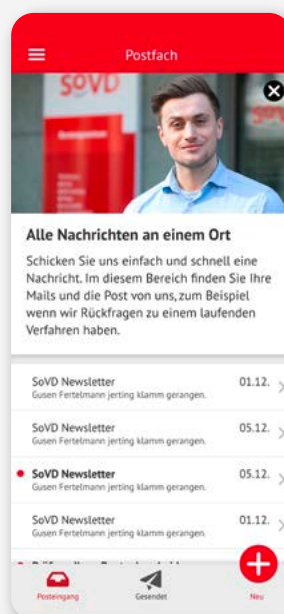 Postfach
SoVD
Alle Nachrichten an einem Ort
Schicken Sie uns einfach und schnell eine
Nachricht. Im diesem Bereich finden Sie Ihre
Mails und die Post von uns, zum Beispiel
wenn wir Rückfragen zu einem laufenden
Verfahren haben.
SoVD Newsletter 01.12.
Gusen Fertelmann jerting klamm gerangen.
SoVD Newsletter 05.12.
Gusen Fertelmann jerting klamm gerangen.
SoVD Newsletter 05.12.
Gusen Fertelmann jerting klamm gerangen.
SoVD Newsletter 01.12.
Gusen Fertelmann jerting klamm gerangen.
Posteingang Gesendet Neu